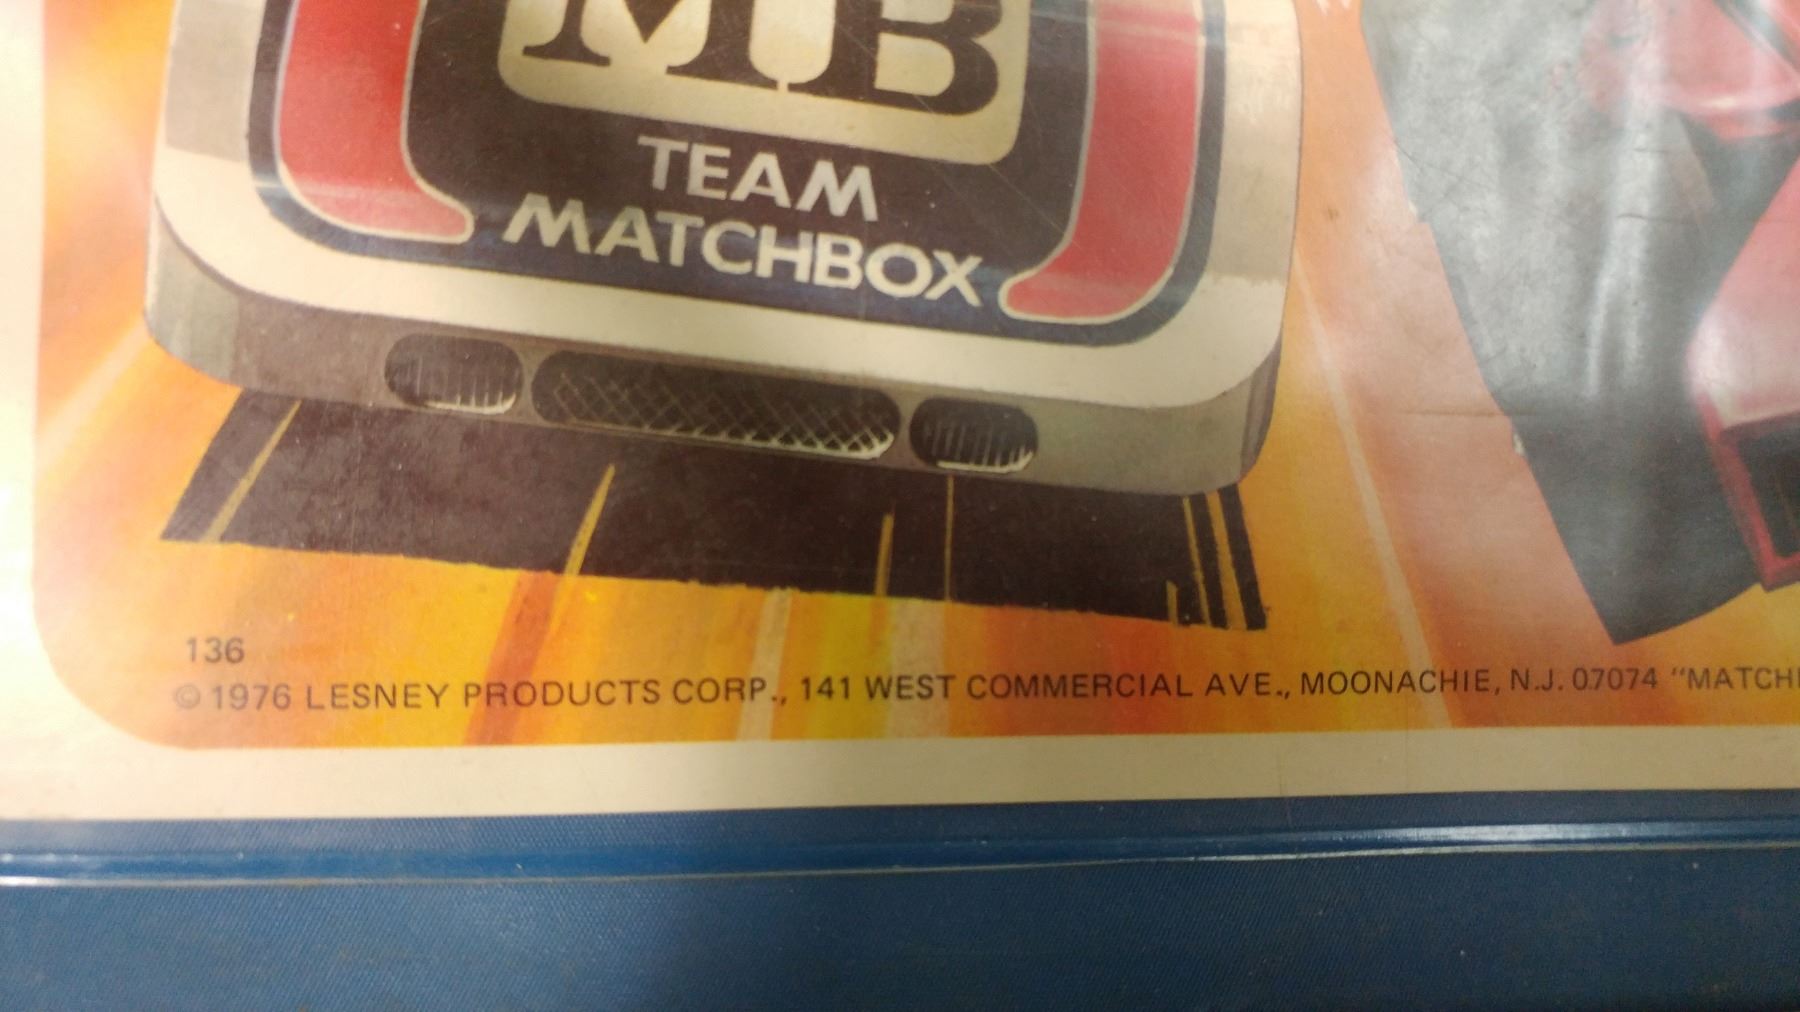 MB
TEAM
MATCHBOX
136
© 1976 LESNEY PRODUCTS CORP., 141 WEST COMMERCIAL AVE., MOONACHIE, N.J. 07074